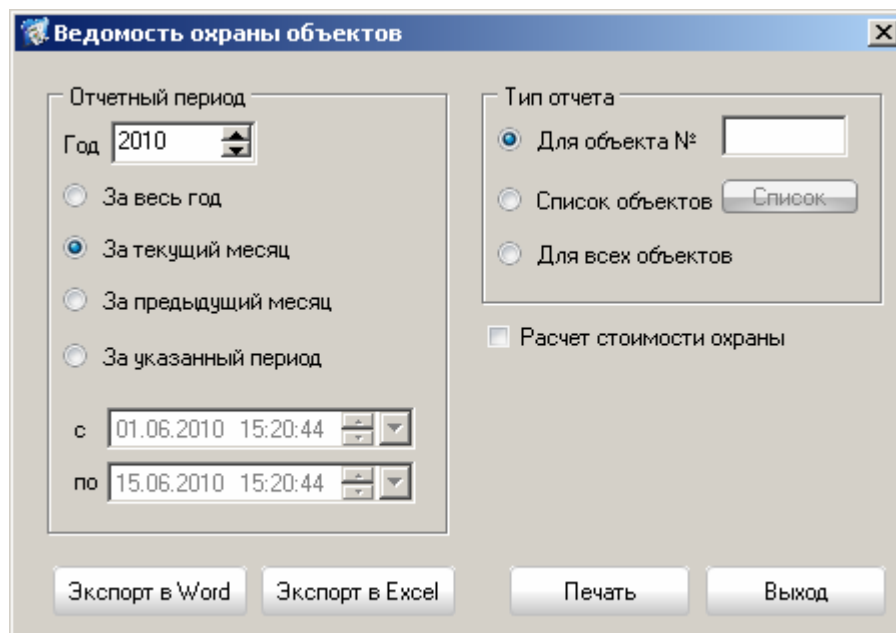 Ведомость охраны объектов
Отчетный период
Год 2010
За весь год
За текущий месяц
За предыдущий месяц
За указанный период
с 01.06.2010 15:20:44
по 15.06.2010 15:20:44
Тип отчета
Для объекта №
Список объектов Список
Для всех объектов
Расчет стоимости охраны
Экспорт в Word Экспорт в Excel Печать Выход